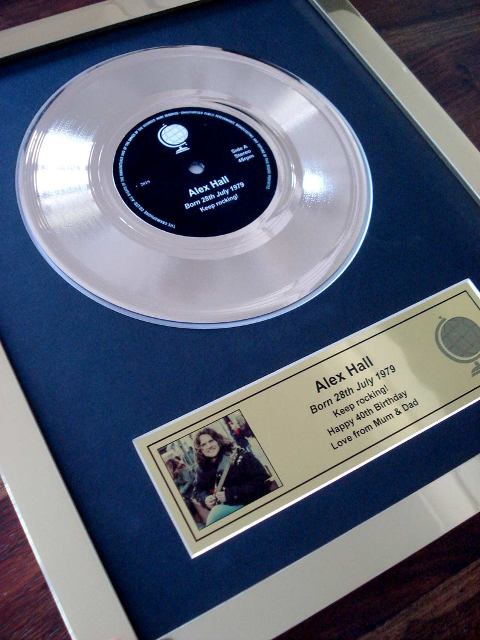 Side A
Stereo
45rpm
2019
Alex Hall
Born 28th July 1979
Keep rocking!
Alex Hall
Born 28th July 1979
Keep rocking!
Happy 40th Birthday
Love from Mum & Dad